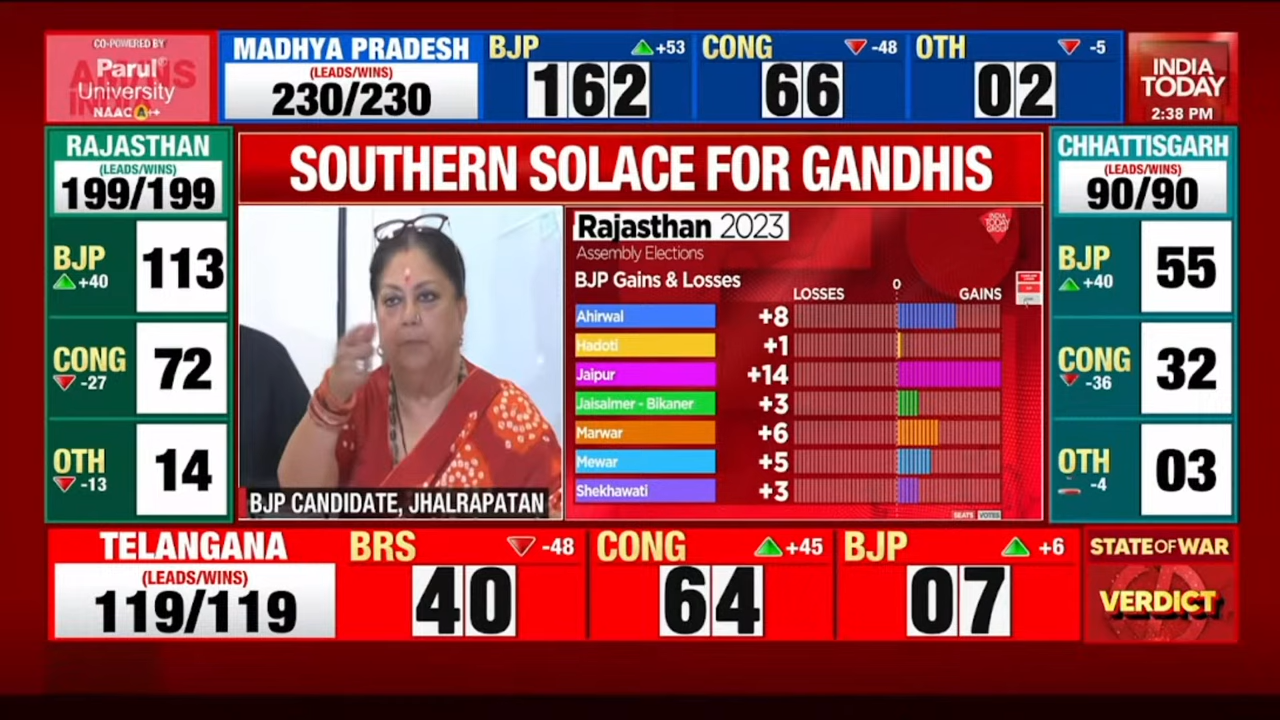 CO-POWERED BY
Parul®
University
NAAC A++
MADHYA PRADESH
(LEADS/WINS)
230/230
BJP +53
162
CONG -48
66
OTH -5
02
INDIA
TODAY
2:38 PM
RAJASTHAN
(LEADS/WINS)
199/199
BJP
+40
113
CONG
-27
72
OTH
-13
14
SOUTHERN SOLACE FOR GANDHIS
BJP CANDIDATE, JHALRAPATAN
Rajasthan 2023
Assembly Elections
BJP Gains & Losses
INDIA
TODAY
GROUP
LOSSES 0 GAINS
Ahirwal +8
Hadoti +1
Jaipur +14
Jaisalmer - Bikaner +3
Marwar +6
Mewar +5
Shekhawati +3
SEATS VOTES
CHHATTISGARH
(LEADS/WINS)
90/90
BJP
+40
55
CONG
-36
32
OTH
-4
03
TELANGANA
(LEADS/WINS)
119/119
BRS -48
40
CONG +45
64
BJP +6
07
STATE OF WAR
VERDICT